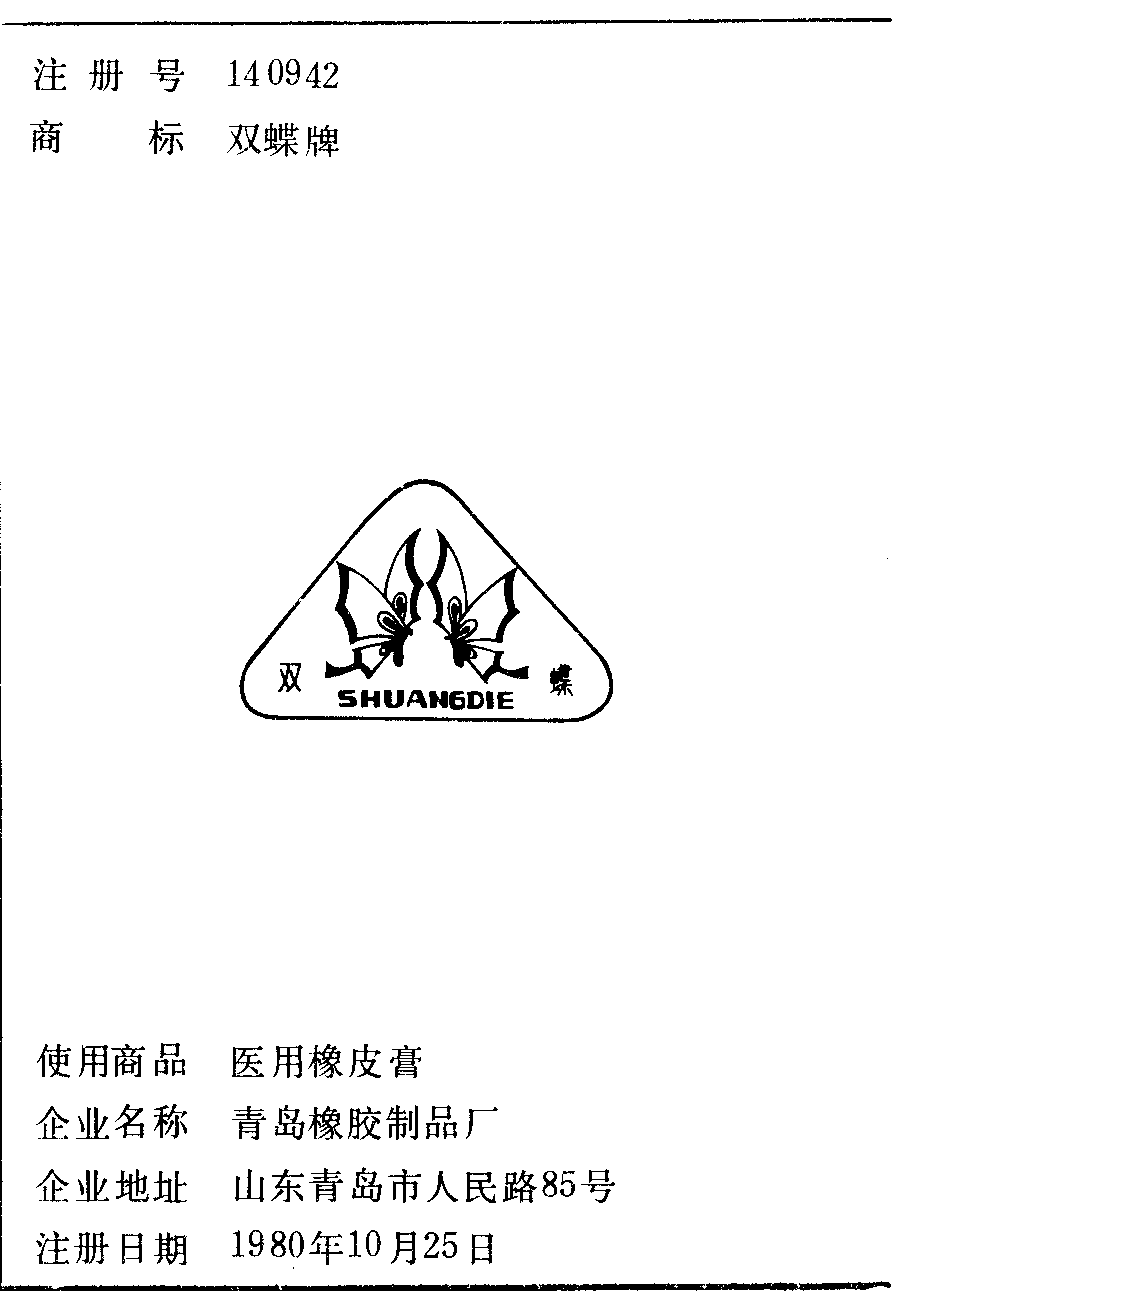 注册号 140942
商标 双蝶牌
双 蝶
SHUANGDIE
使用商品 医用橡皮膏
企业名称 青岛橡胶制品厂
企业地址 山东青岛市人民路85号
注册日期 1980年10月25日